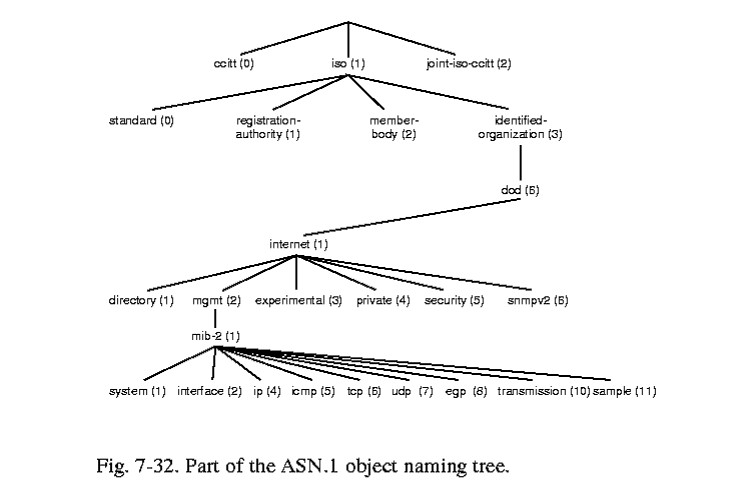 ccitt (0) iso (1) joint-iso-ccitt (2)
standard (0) registration- member- identified-
authority (1) body (2) organization (3)
dod (6)
internet (1)
directory (1) mgmt (2) experimental (3) private (4) security (5) snmpv2 (6)
mib-2 (1)
system (1) interface (2) ip (4) icmp (5) tcp (6) udp (7) egp (8) transmission (10) sample (11)
Fig. 7-32. Part of the ASN.1 object naming tree.